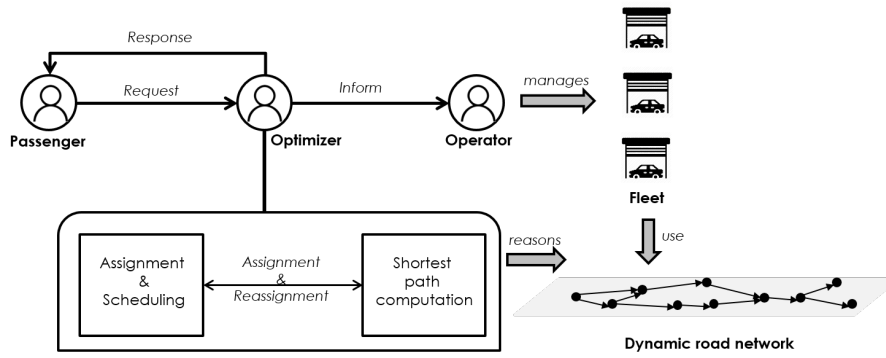 Response
Request
Inform
manages
Passenger
Optimizer
Operator
Fleet
Assignment
&
Scheduling
Assignment
&
Reassignment
Shortest
path
computation
reasons
use
Dynamic road network